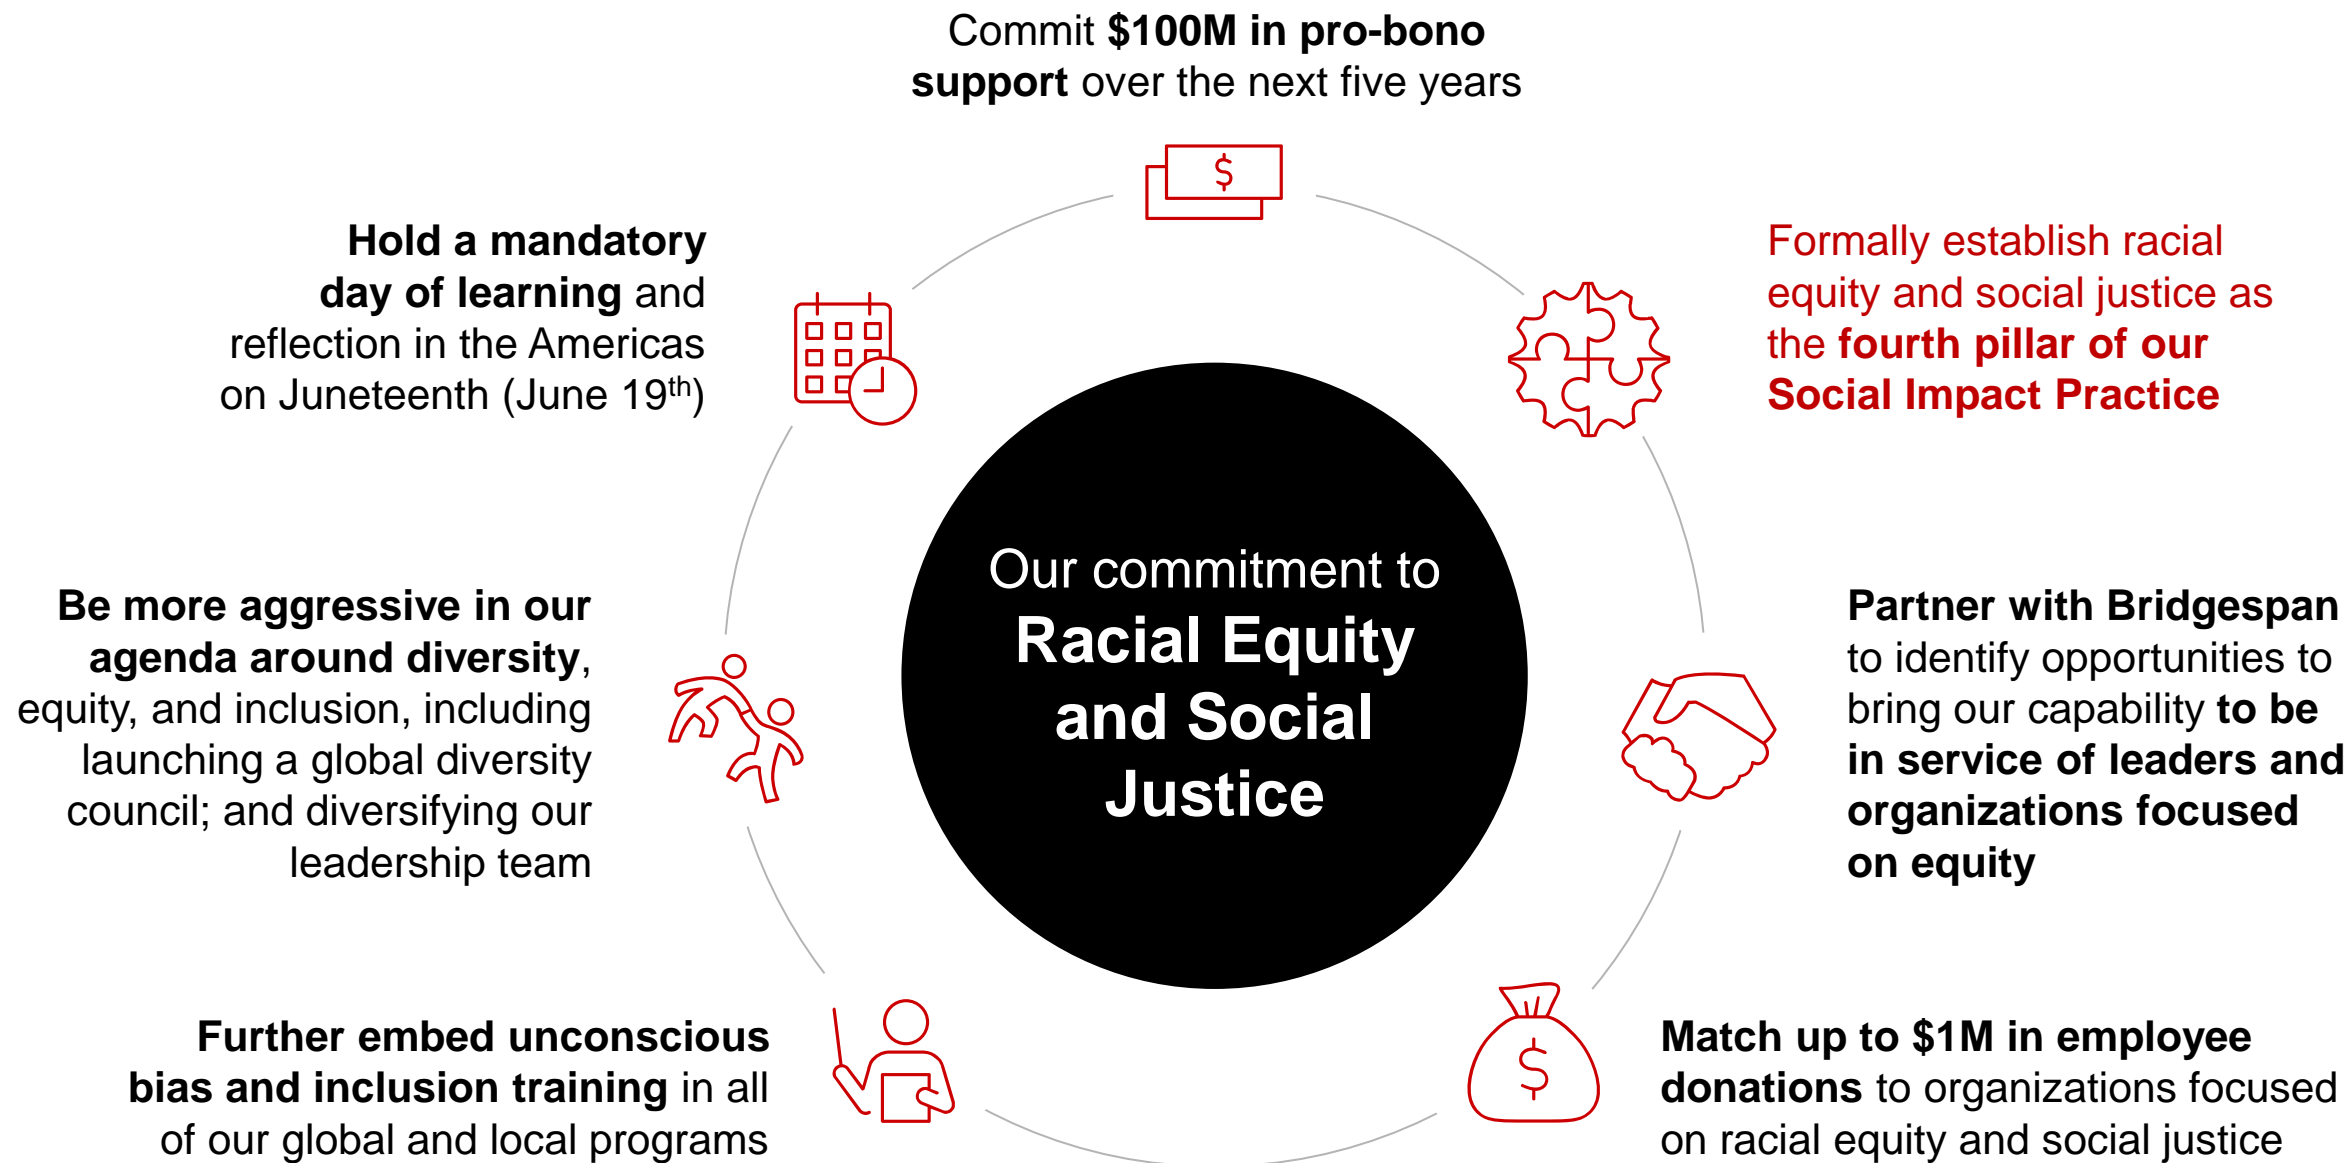 Commit $100M in pro-bono
support over the next five years
$
Formally establish racial
equity and social justice as
the fourth pillar of our
Social Impact Practice
Partner with Bridgespan
to identify opportunities to
bring our capability to be
in service of leaders and
organizations focused
on equity
Match up to $1M in employee
donations to organizations focused
on racial equity and social justice
$
Further embed unconscious
bias and inclusion training in all
of our global and local programs
Be more aggressive in our
agenda around diversity,
equity, and inclusion, including
launching a global diversity
council; and diversifying our
leadership team
Hold a mandatory
day of learning and
reflection in the Americas
on Juneteenth (June 19th)
Our commitment to
Racial Equity
and Social
Justice